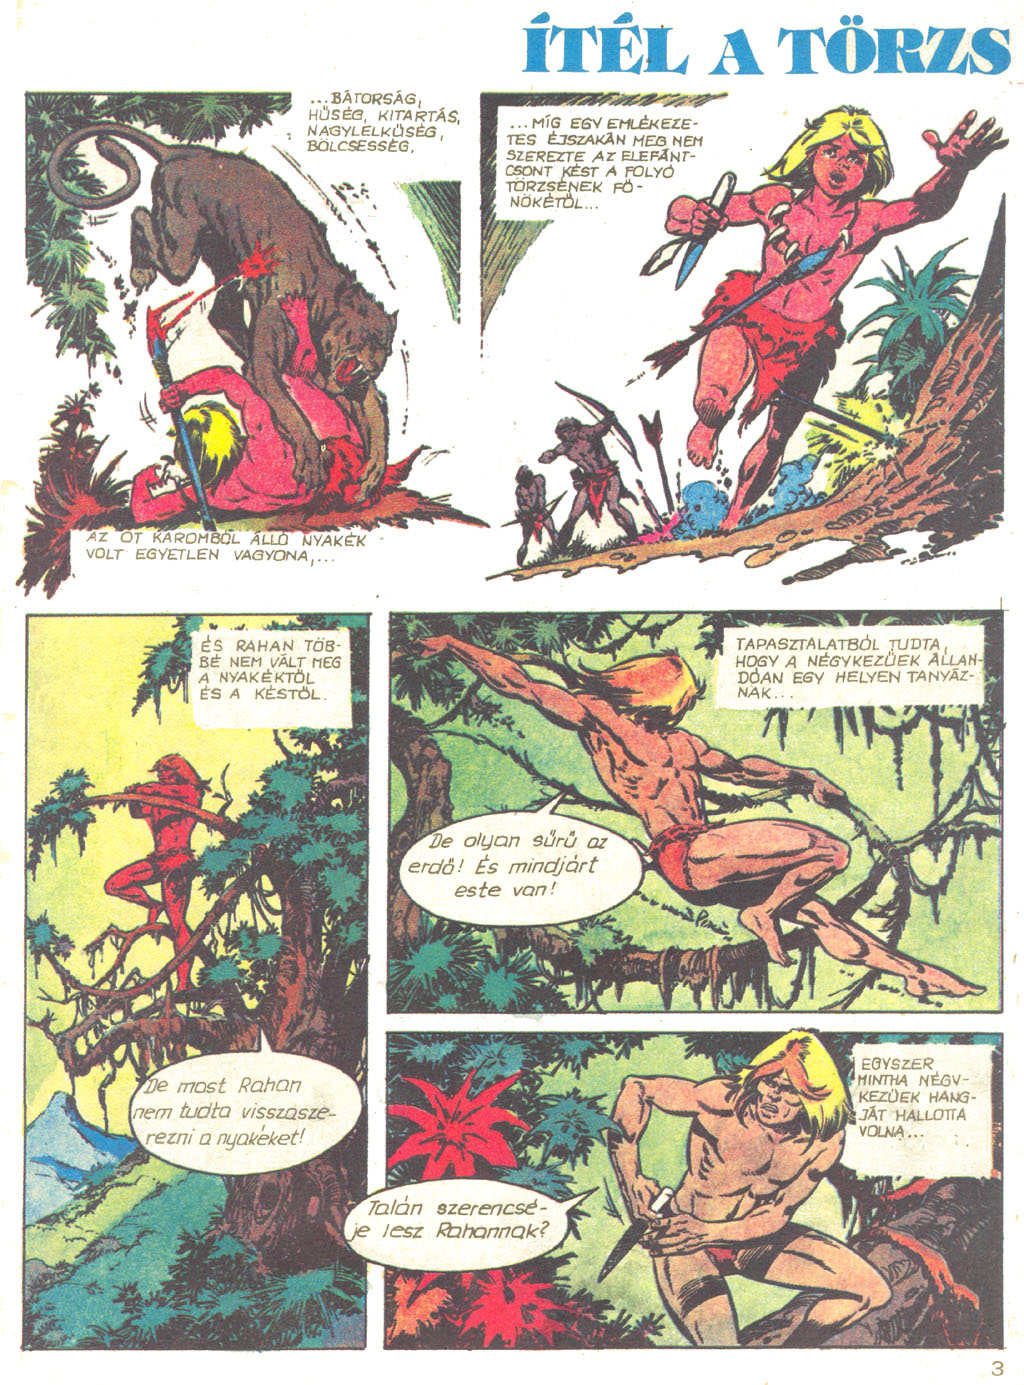 ÍTÉL A TÖRZS
...BÁTORSÁG,
HŰSÉG, KITARTÁS,
NAGYLELKŰSÉG,
BÖLCSESSÉG,
AZ ÖT KAROMBÓL ÁLLÓ NYAKÉK
VOLT EGYETLEN VAGYONA,...
...MÍG EGY EMLÉKEZE-
TES ÉJSZAKÁN MEG NEM
SZEREZTE AZ ELEFÁNT-
CSONT KÉST A FOLYÓ
TÖRZSÉNEK FŐ-
NÖKÉTŐL...
ÉS RAHAN TÖB-
BÉ NEM VÁLT MEG
A NYAKÉKTŐL
ÉS A KÉSTŐL.
De most Rahan
nem tudta visszasze-
rezni a nyakéket!
TAPASZTALATBÓL TUDTA,
HOGY A NÉGYKEZŰEK ÁLLAN-
DÓAN EGY HELYEN TANYÁZ-
NAK...
De olyan sűrű az
erdő! És mindjárt
este van!
EGYSZER
MINTHA NÉGY-
KEZŰEK HANG-
JÁT HALLOTTA
VOLNA...
Talán szerencsé-
je lesz Rahannak?
3